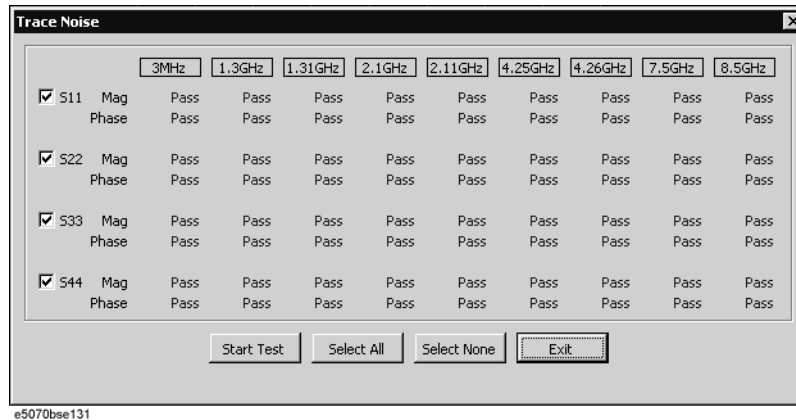 Trace Noise
3MHz 1.3GHz 1.31GHz 2.1GHz 2.11GHz 4.25GHz 4.26GHz 7.5GHz 8.5GHz
S11 Mag Pass Pass Pass Pass Pass Pass Pass Pass Pass
Phase Pass Pass Pass Pass Pass Pass Pass Pass Pass
S22 Mag Pass Pass Pass Pass Pass Pass Pass Pass Pass
Phase Pass Pass Pass Pass Pass Pass Pass Pass Pass
S33 Mag Pass Pass Pass Pass Pass Pass Pass Pass Pass
Phase Pass Pass Pass Pass Pass Pass Pass Pass Pass
S44 Mag Pass Pass Pass Pass Pass Pass Pass Pass Pass
Phase Pass Pass Pass Pass Pass Pass Pass Pass Pass
Start Test Select All Select None Exit
e5070bse131